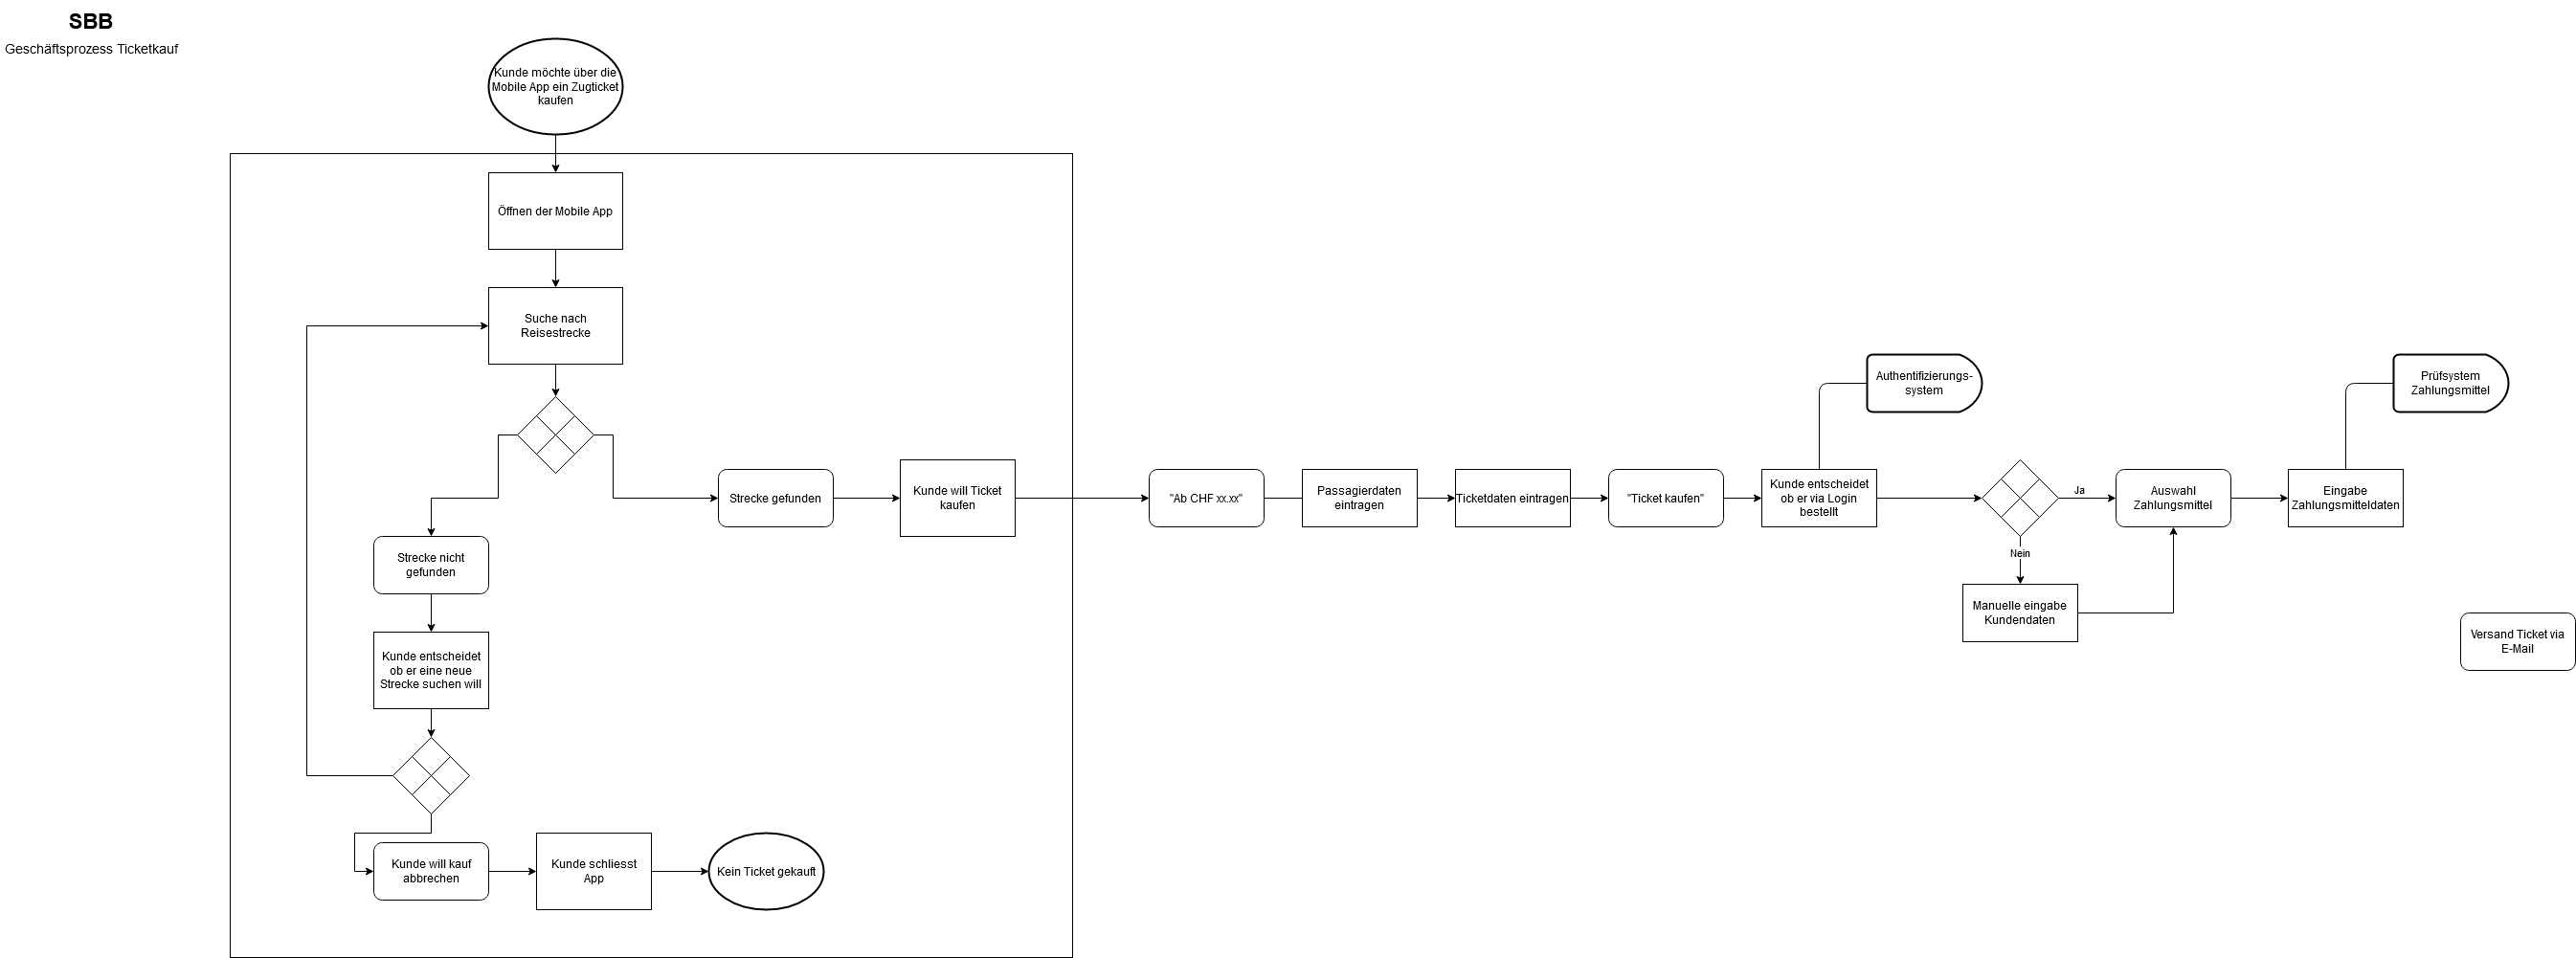 SBB
Geschäftsprozess Ticketkauf
Kunde möchte über die
Mobile App ein Zugticket
kaufen
Öffnen der Mobile App
Suche nach
Reisestrecke
Strecke gefunden
Kunde will Ticket
kaufen
Strecke nicht
gefunden
Kunde entscheidet
ob er eine neue
Strecke suchen will
Kunde will kauf
abbrechen
Kunde schliesst
App
Kein Ticket gekauft
"Ab CHF xx.xx"
Passagierdaten
eintragen
Ticketdaten eintragen
"Ticket kaufen"
Kunde entscheidet
ob er via Login
bestellt
Authentifizierungs-
system
Ja
Nein
Manuelle eingabe
Kundendaten
Auswahl
Zahlungsmittel
Eingabe
Zahlungsmitteldaten
Prüfsystem
Zahlungsmittel
Versand Ticket via
E-Mail